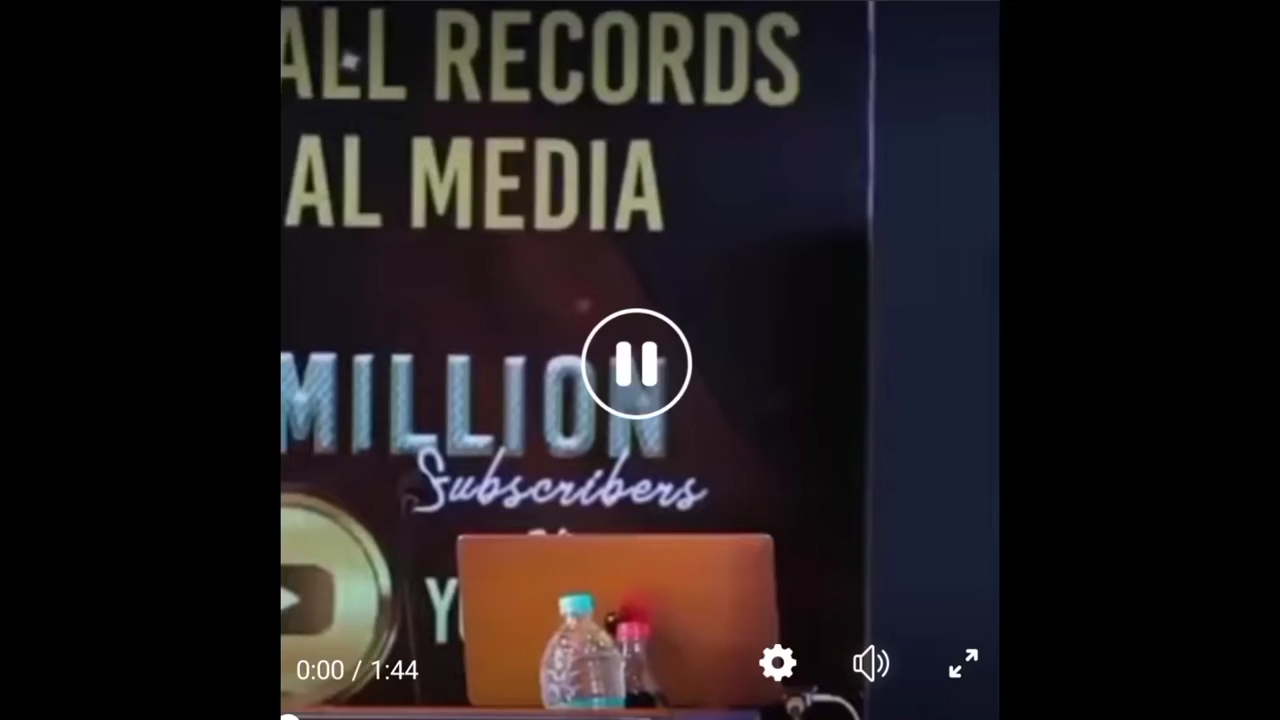 ALL RECORDS
AL MEDIA
MILLION
Subscribers
0:00 / 1:44